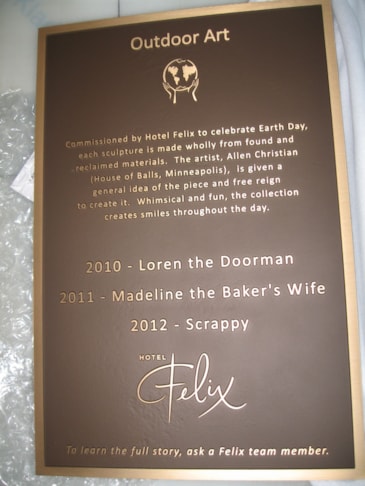 Outdoor Art
Commissioned by Hotel Felix to celebrate Earth Day,
each sculpture is made wholly from found and
reclaimed materials. The artist, Allen Christian
(House of Balls, Minneapolis), is given a
general idea of the piece and free reign
to create it. Whimsical and fun, the collection
creates smiles throughout the day.
2010 - Loren the Doorman
2011 - Madeline the Baker's Wife
2012 - Scrappy
HOTEL
Felix
To learn the full story, ask a Felix team member.